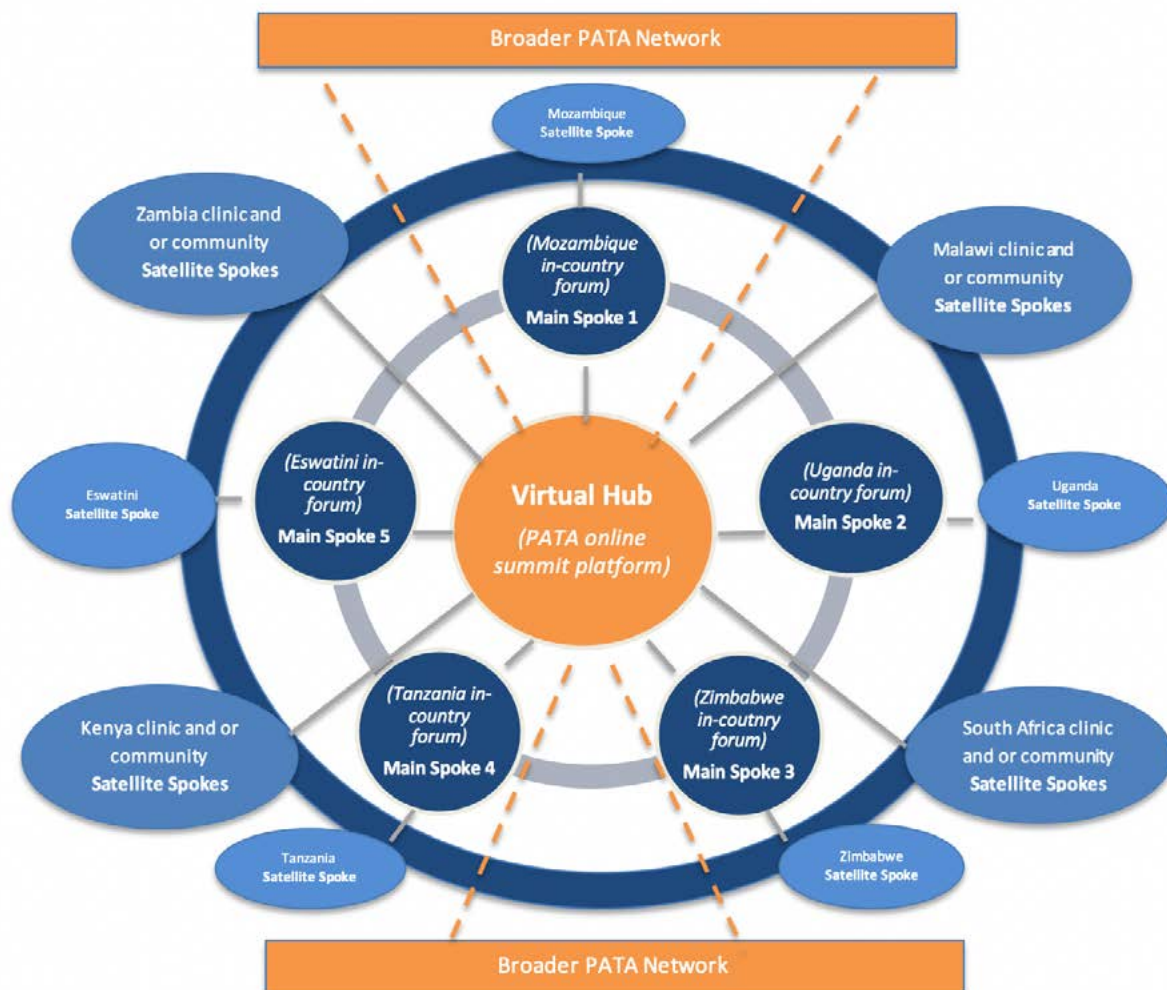 Broader PATA Network
Mozambique
Satellite Spoke
Zambia clinic and
or community
Satellite Spokes
(Mozambique
in-country
forum)
Main Spoke 1
Malawi clinic and
or community
Satellite Spokes
Eswatini
Satellite Spoke
(Eswatini in-
country
forum)
Main Spoke 5
Virtual Hub
(PATA online
summit platform)
(Uganda in-
country forum)
Main Spoke 2
Uganda
Satellite Spoke
Kenya clinic and or
community
Satellite Spokes
(Tanzania in-
country
forum)
Main Spoke 4
(Zimbabwe
in-coutnry
forum)
Main Spoke 3
South Africa clinic
and or community
Satellite Spokes
Tanzania
Satellite Spoke
Zimbabwe
Satellite Spoke
Broader PATA Network